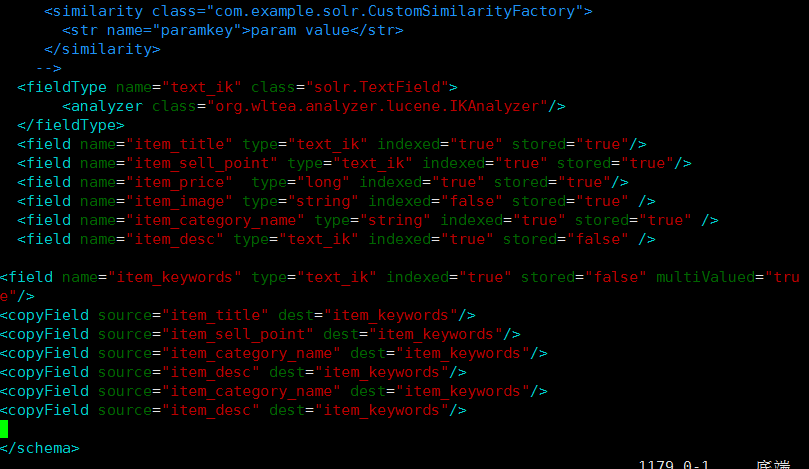 <similarity class="com.example.solr.CustomSimilarityFactory">
<str name="paramkey">param value</str>
</similarity>
-->
<fieldType name="text_ik" class="solr.TextField">
<analyzer class="org.wltea.analyzer.lucene.IKAnalyzer"/>
</fieldType>
<field name="item_title" type="text_ik" indexed="true" stored="true"/>
<field name="item_sell_point" type="text_ik" indexed="true" stored="true"/>
<field name="item_price"  type="long" indexed="true" stored="true"/>
<field name="item_image" type="string" indexed="false" stored="true" />
<field name="item_category_name" type="string" indexed="true" stored="true" />
<field name="item_desc" type="text_ik" indexed="true" stored="false" />
<field name="item_keywords" type="text_ik" indexed="true" stored="false" multiValued="tru
e"/>
<copyField source="item_title" dest="item_keywords"/>
<copyField source="item_sell_point" dest="item_keywords"/>
<copyField source="item_category_name" dest="item_keywords"/>
<copyField source="item_desc" dest="item_keywords"/>
<copyField source="item_category_name" dest="item_keywords"/>
<copyField source="item_desc" dest="item_keywords"/>
</schema>
1179,0-1 底端